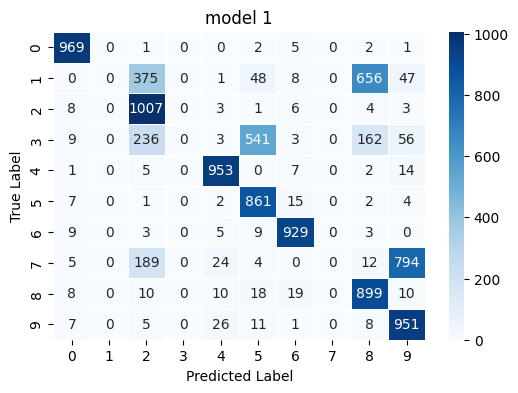 model 1
0 969 0 1 0 0 2 5 0 2 1
1 0 0 375 0 1 48 8 0 656 47
2 8 0 1007 0 3 1 6 0 4 3
3 9 0 236 0 3 541 3 0 162 56
4 1 0 5 0 953 0 7 0 2 14
5 7 0 1 0 2 861 15 0 2 4
6 9 0 3 0 5 9 929 0 3 0
7 5 0 189 0 24 4 0 0 12 794
8 8 0 10 0 10 18 19 0 899 10
9 7 0 5 0 26 11 1 0 8 951
0 1 2 3 4 5 6 7 8 9
Predicted Label
True Label
1000
800
600
400
200
0